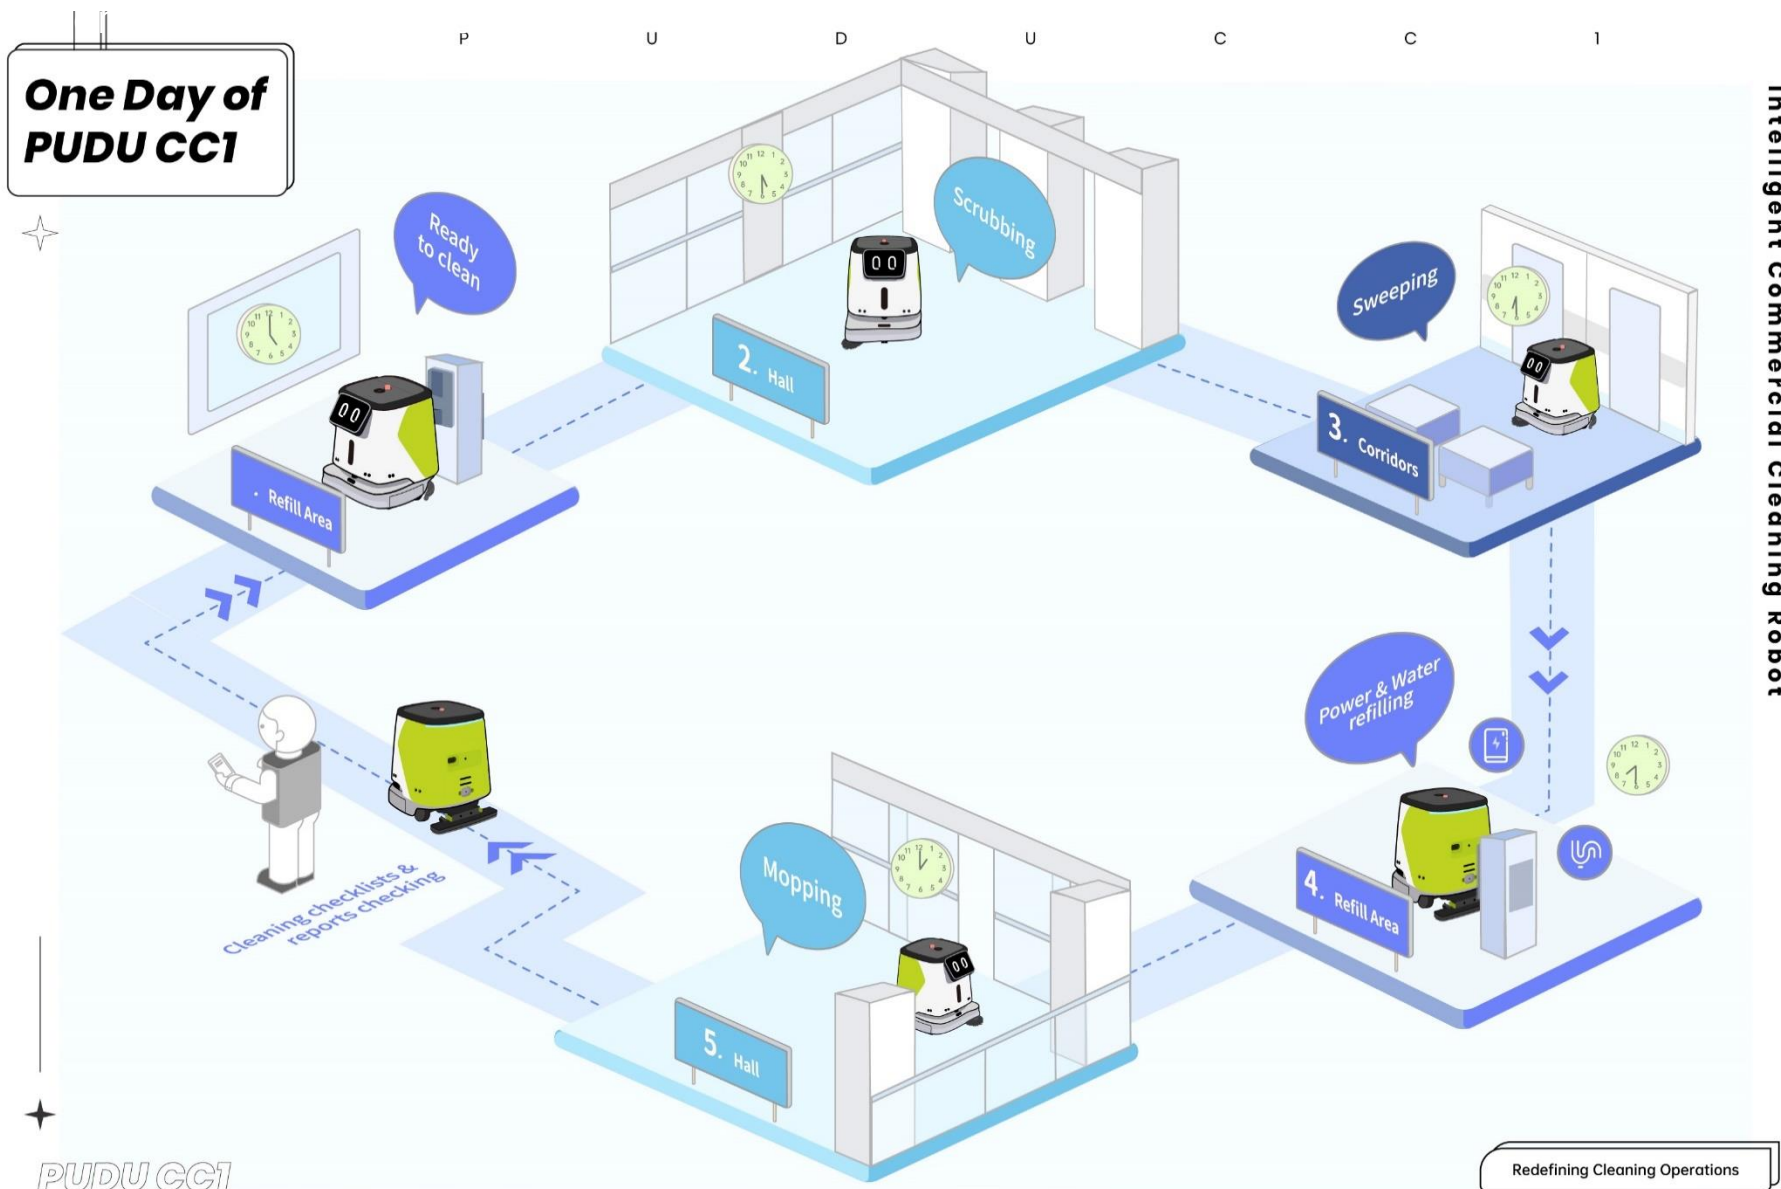 P U D U C C 1
One Day of
PUDU CC1
Intelligent Commercial Cleaning Robot
Ready
to clean
. Refill Area
Scrubbing
2. Hall
Sweeping
3. Corridors
Power & Water
refilling
4. Refill Area
Mopping
5. Hall
Cleaning checklists &
reports checking
PUDU CC1
Redefining Cleaning Operations